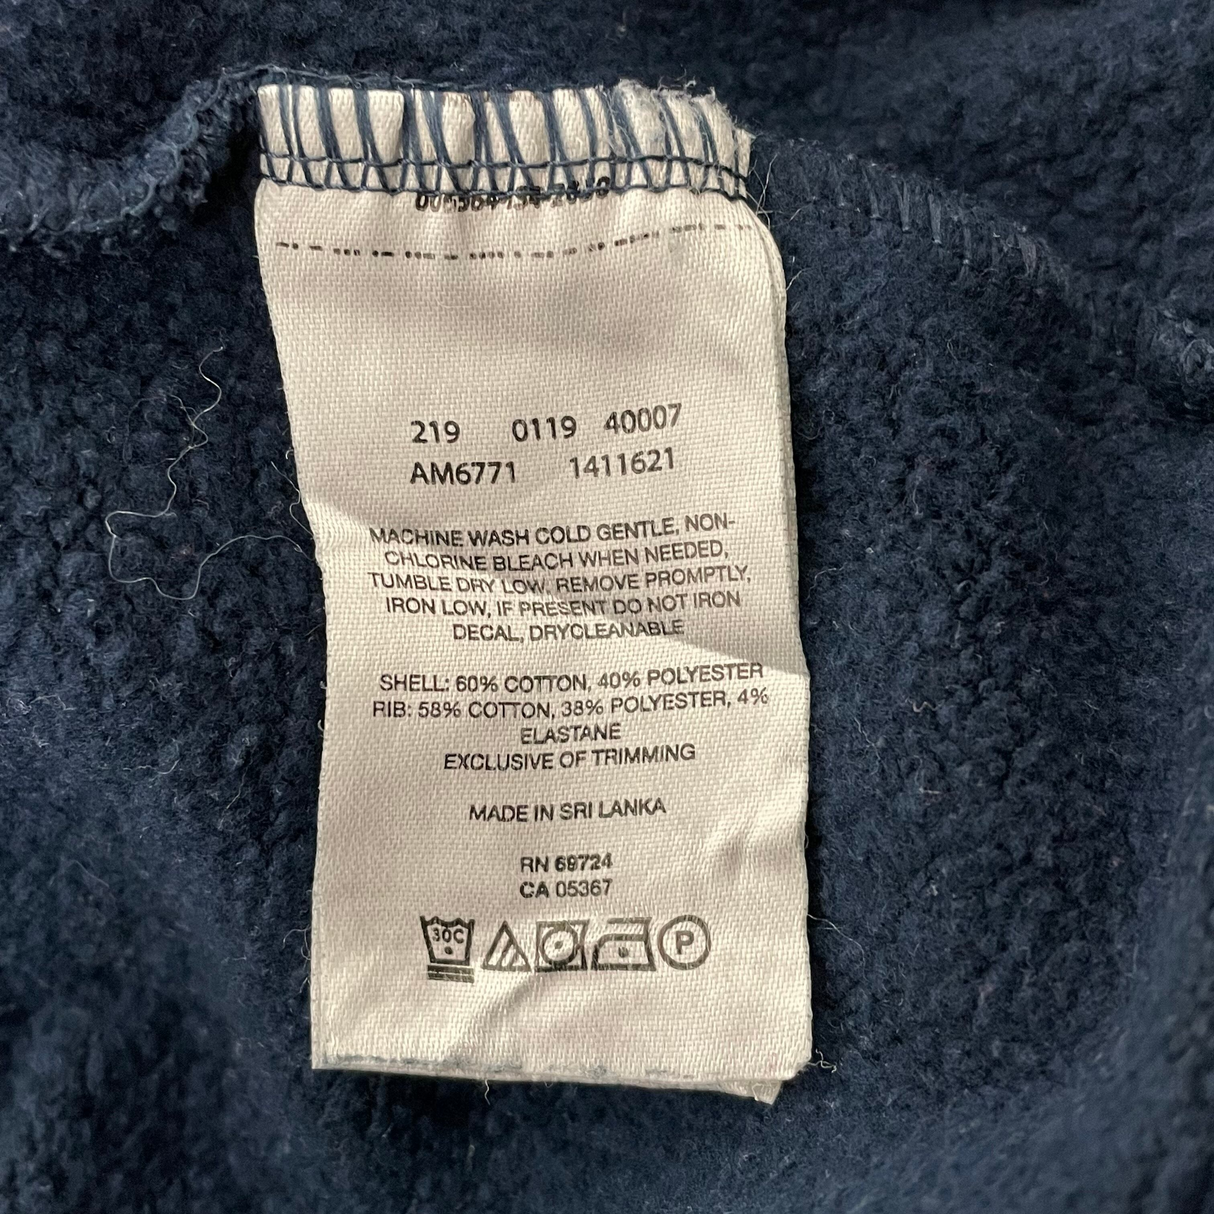 219 0119 40007
AM6771 1411621
MACHINE WASH COLD GENTLE, NON-
CHLORINE BLEACH WHEN NEEDED,
TUMBLE DRY LOW, REMOVE PROMPTLY,
IRON LOW, IF PRESENT DO NOT IRON
DECAL, DRYCLEANABLE
SHELL: 60% COTTON, 40% POLYESTER
RIB: 58% COTTON, 38% POLYESTER, 4%
ELASTANE
EXCLUSIVE OF TRIMMING
MADE IN SRI LANKA
RN 69724
CA 05367
30C P